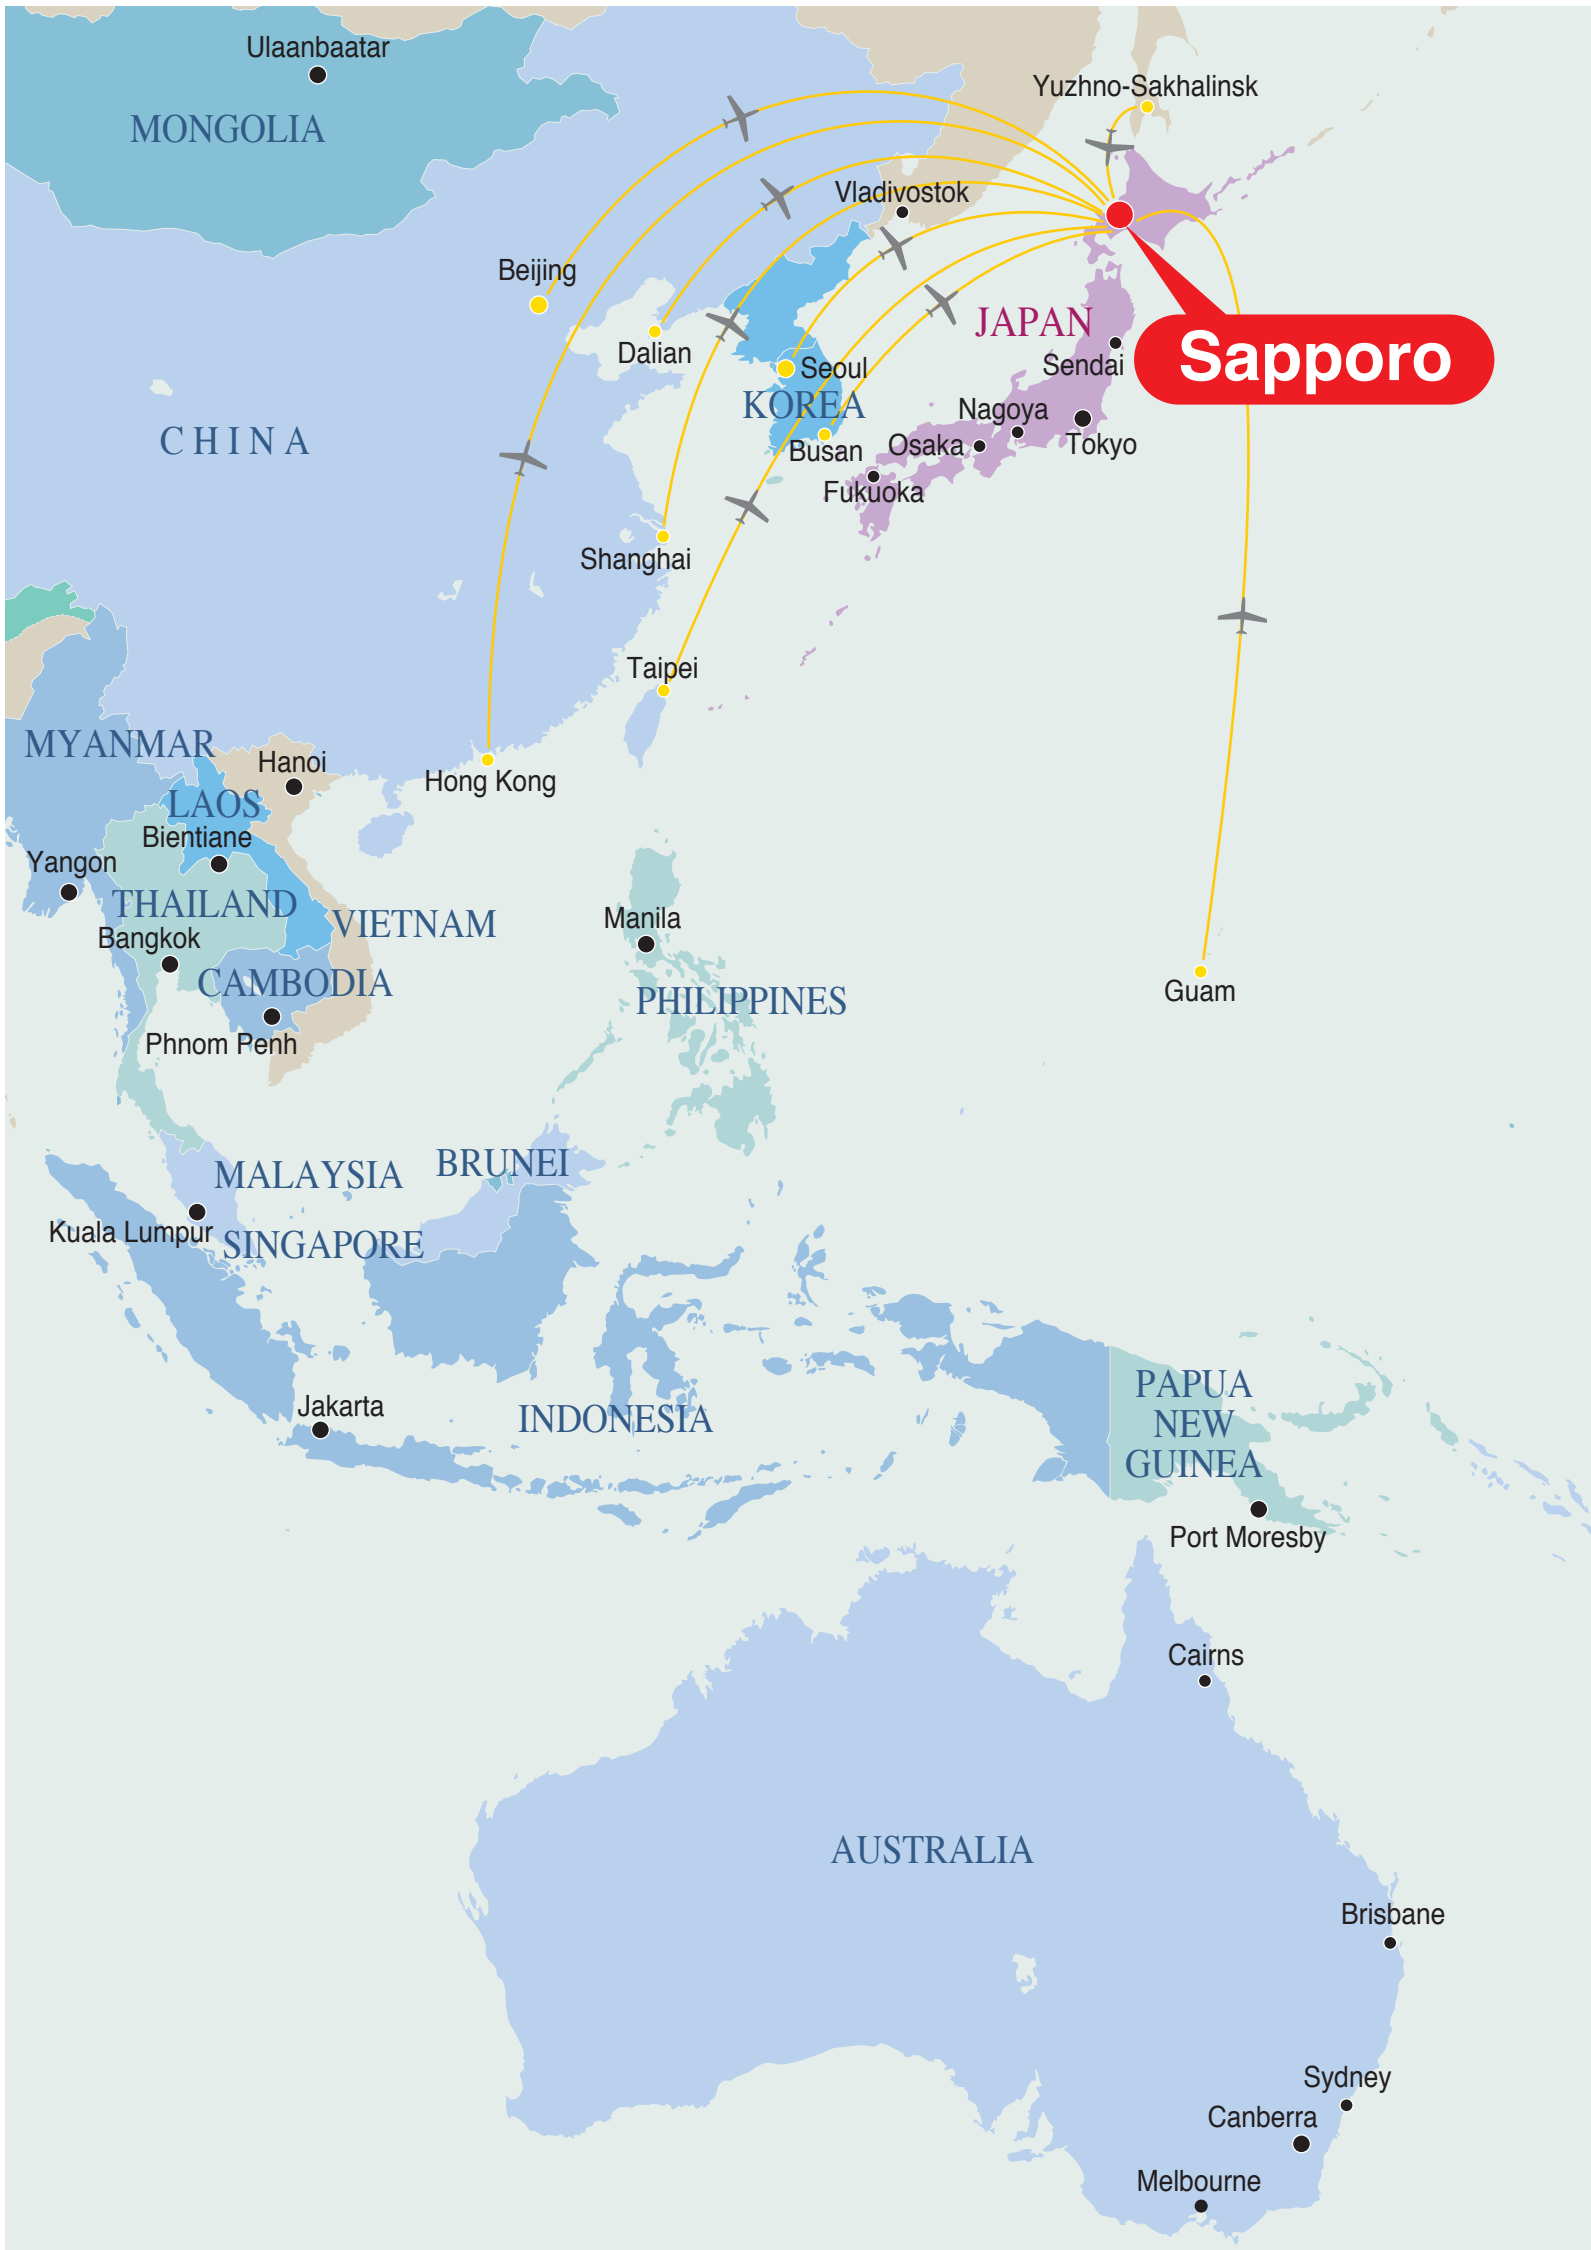 Ulaanbaatar
MONGOLIA
Yuzhno-Sakhalinsk
Vladivostok
Beijing
JAPAN
Sapporo
Dalian
Sendai
Seoul
KOREA
Nagoya
CHINA
Busan
Osaka
Tokyo
Fukuoka
Shanghai
Taipei
MYANMAR
Hanoi
Hong Kong
LAOS
Bientiane
Yangon
THAILAND
VIETNAM
Manila
Bangkok
CAMBODIA
PHILIPPINES
Guam
Phnom Penh
BRUNEI
MALAYSIA
Kuala Lumpur
SINGAPORE
PAPUA
NEW
GUINEA
Jakarta
INDONESIA
Port Moresby
Cairns
AUSTRALIA
Brisbane
Sydney
Canberra
Melbourne